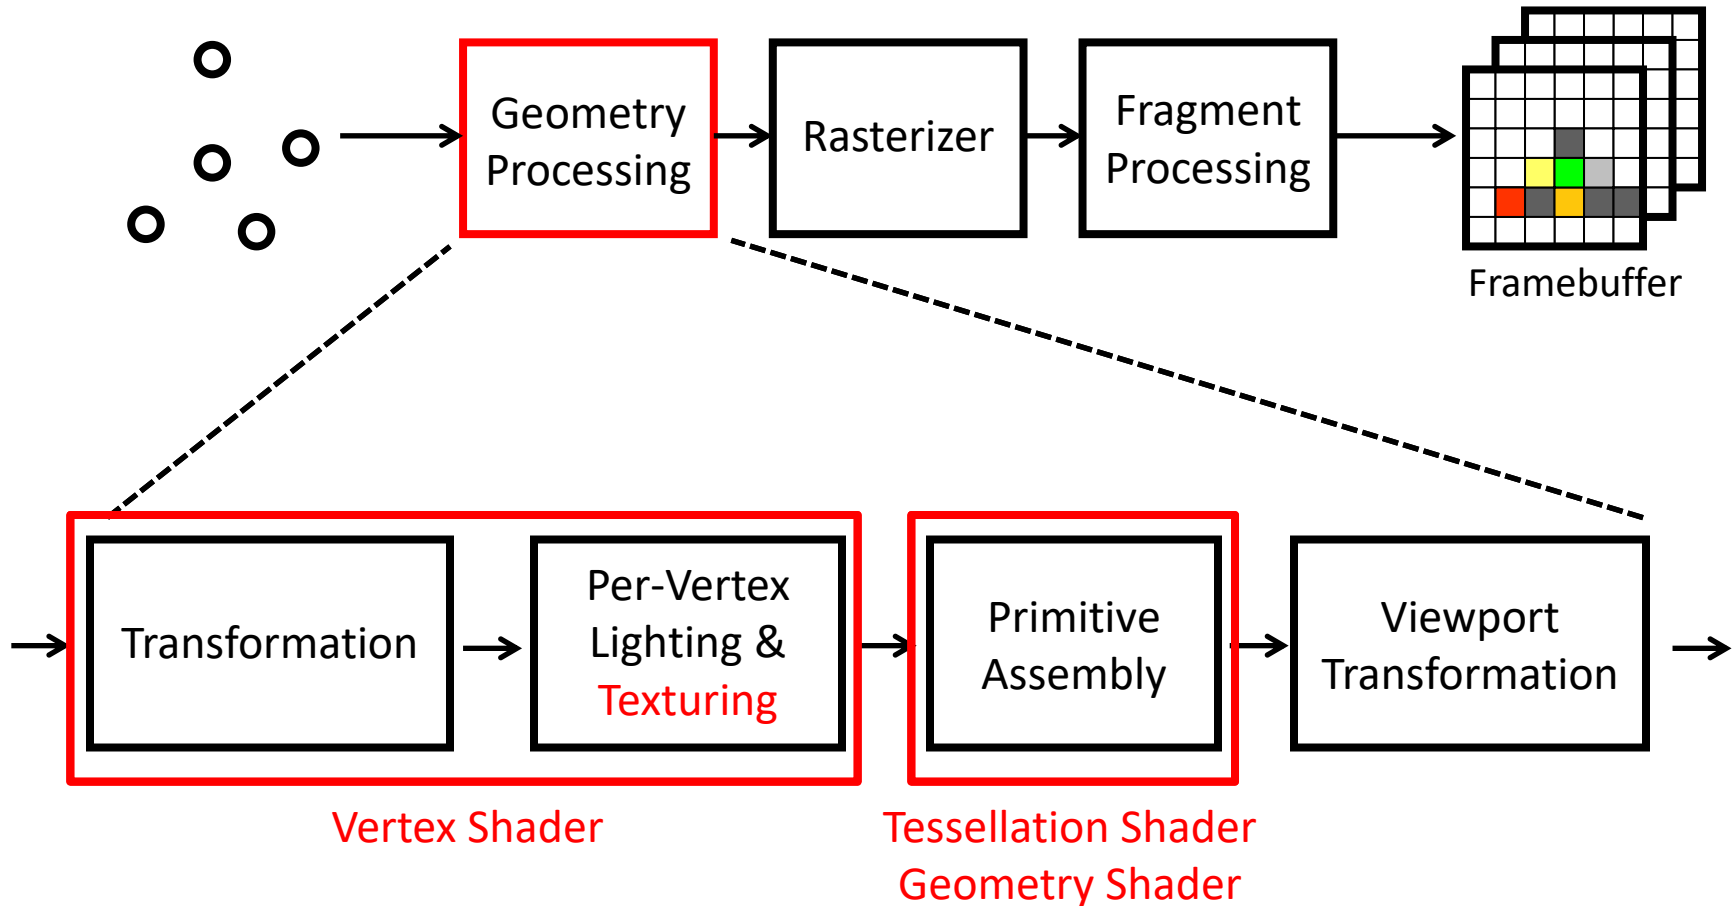 Geometry
Processing
Rasterizer
Fragment
Processing
Framebuffer
Transformation
Per-Vertex
Lighting &
Texturing
Primitive
Assembly
Viewport
Transformation
Vertex Shader
Tessellation Shader
Geometry Shader